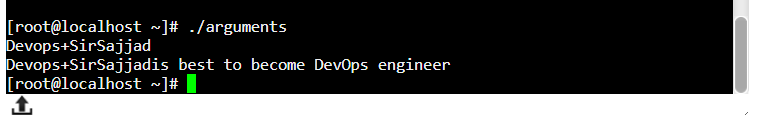 [root@localhost ~]# ./arguments
Devops+SirSajjad
Devops+SirSajjadis best to become DevOps engineer
[root@localhost ~]#